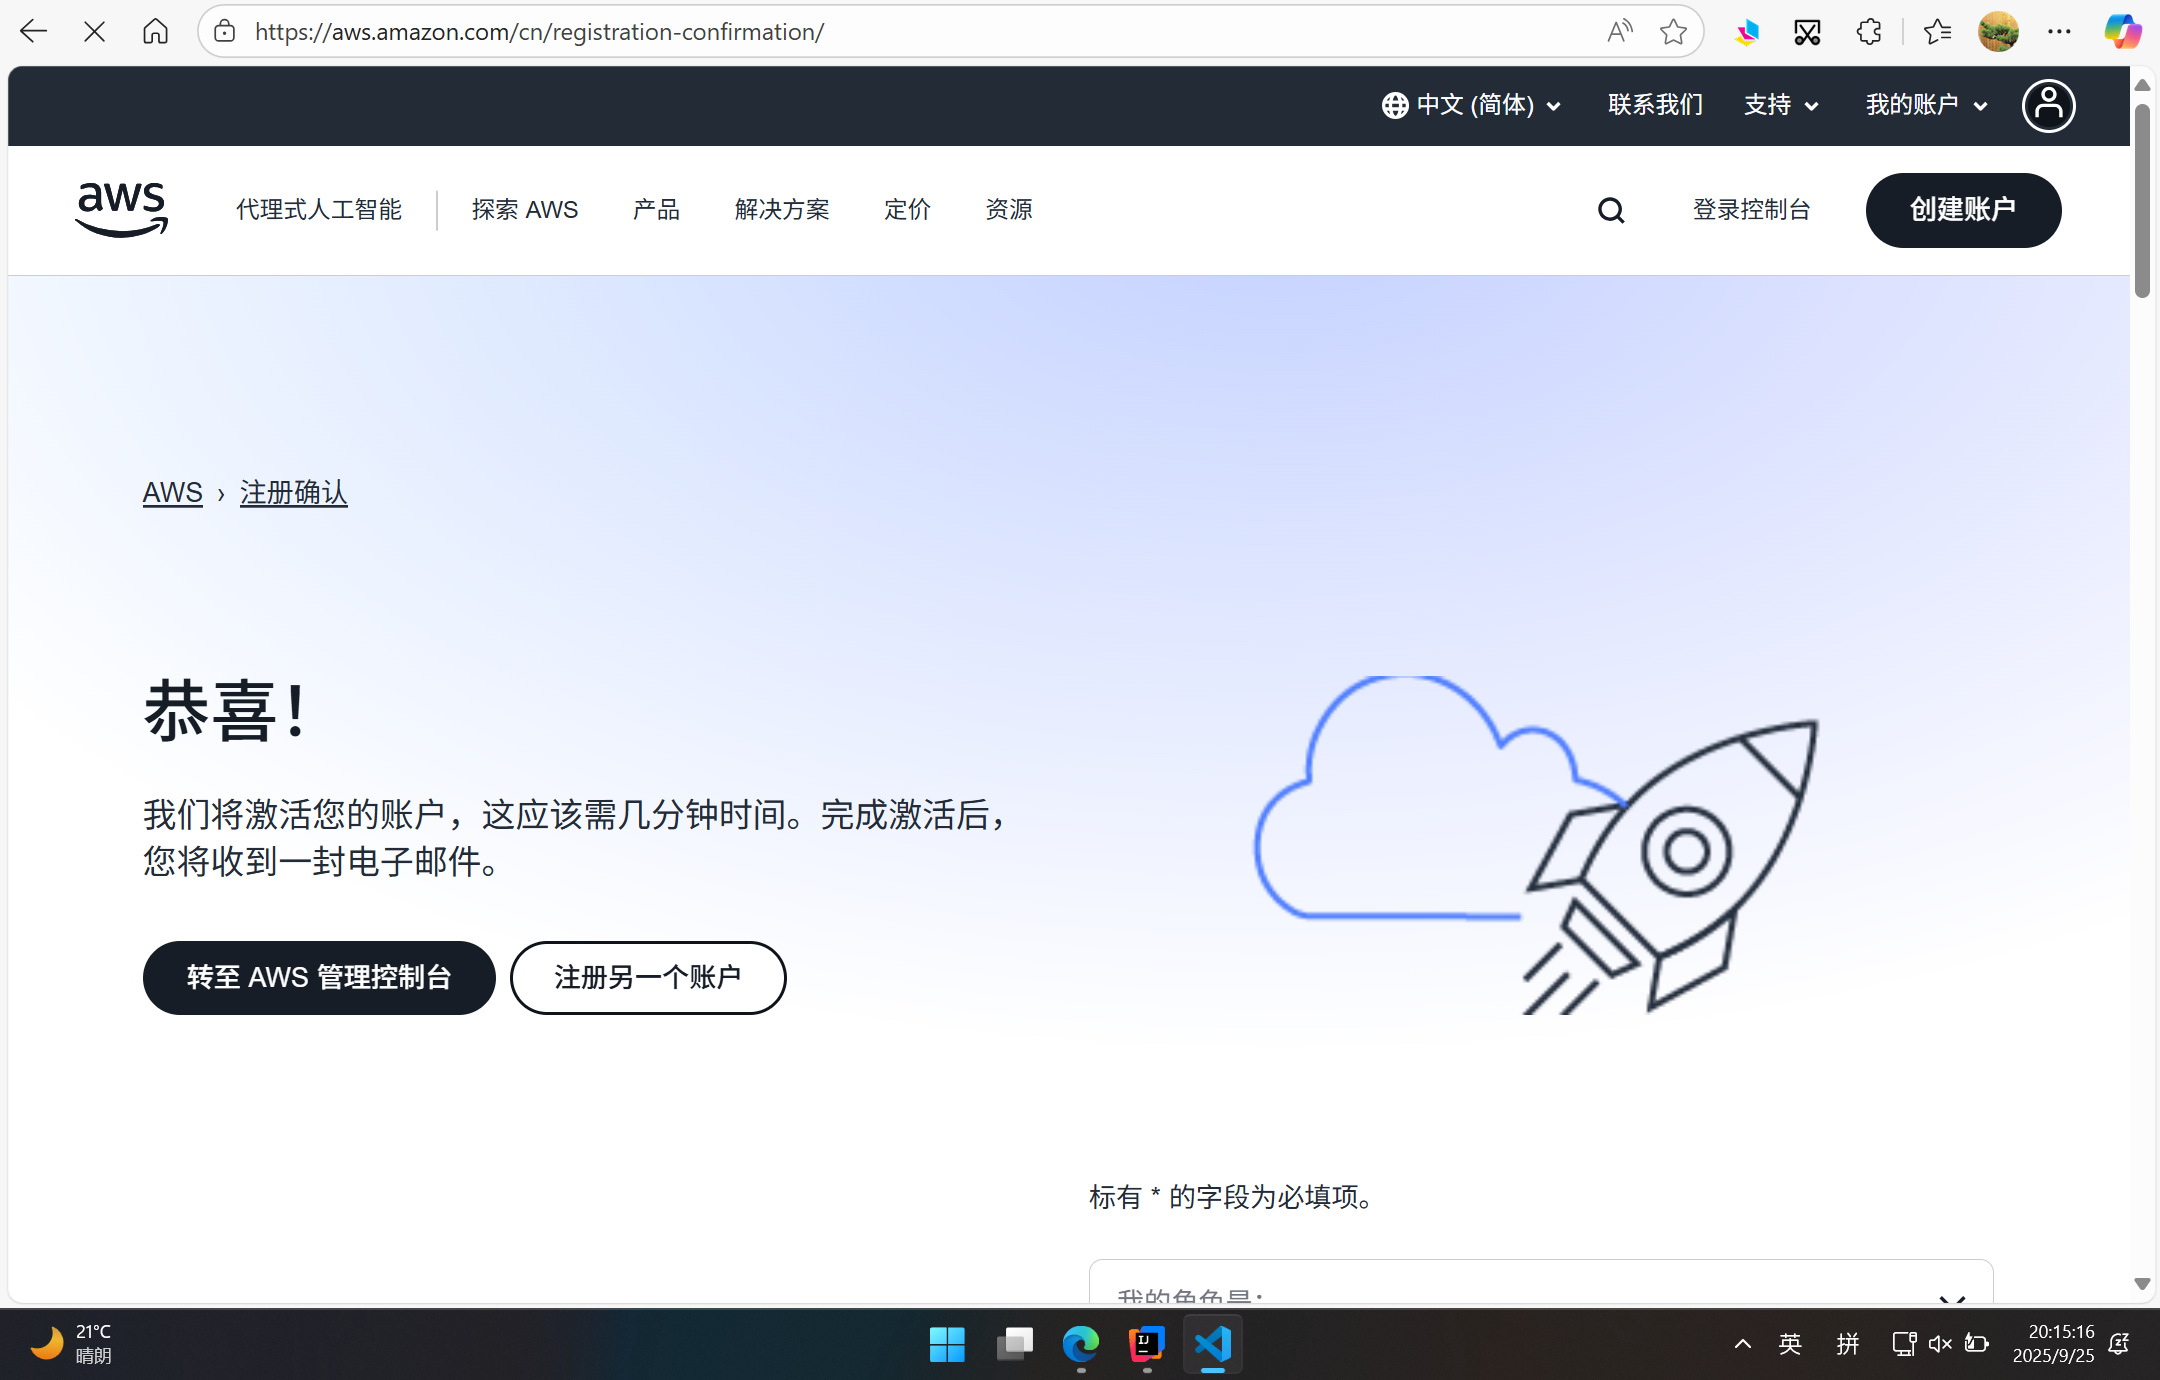 https://aws.amazon.com/cn/registration-confirmation/
中文 (简体)
联系我们
支持
我的账户
aws
代理式人工智能
探索 AWS
产品
解决方案
定价
资源
登录控制台
创建账户
AWS › 注册确认
恭喜！
我们将激活您的账户，这应该需几分钟时间。完成激活后，
您将收到一封电子邮件。
转至 AWS 管理控制台
注册另一个账户
标有 * 的字段为必填项。
我的角色是：
21°C
晴朗
英
拼
20:15:16
2025/9/25